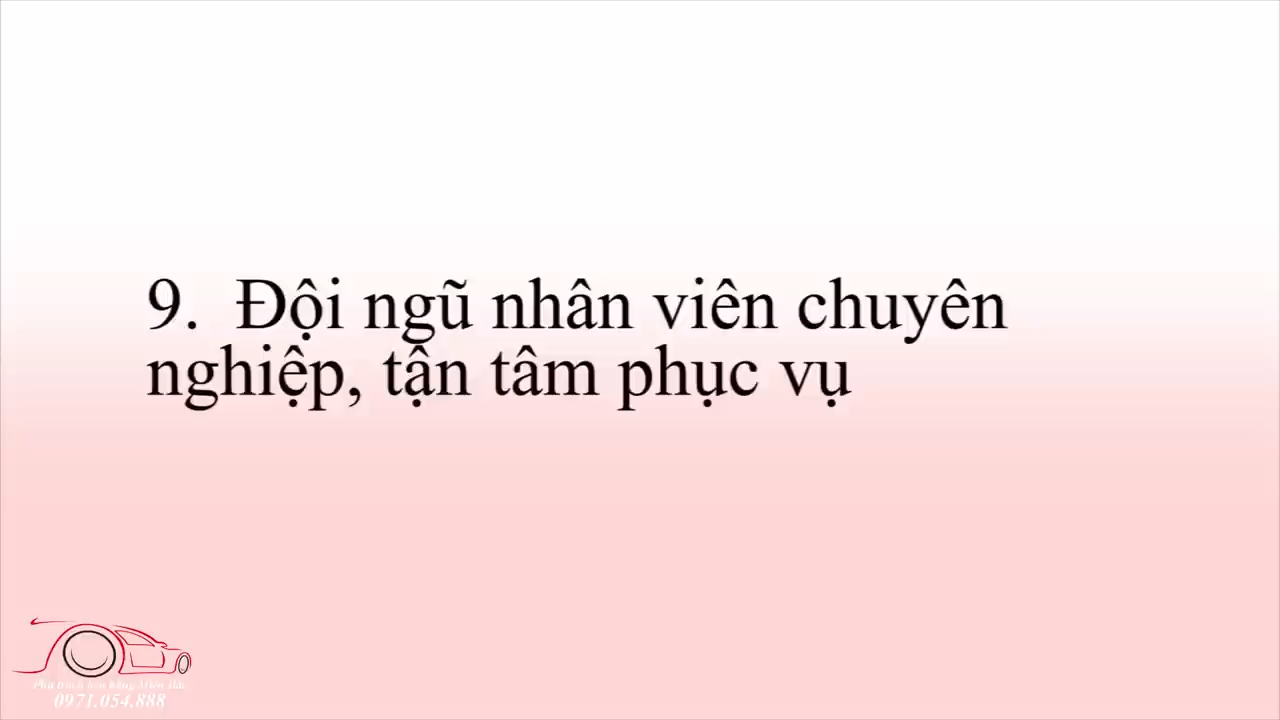 9. Đội ngũ nhân viên chuyên
nghiệp, tận tâm phục vụ
0971.054.888